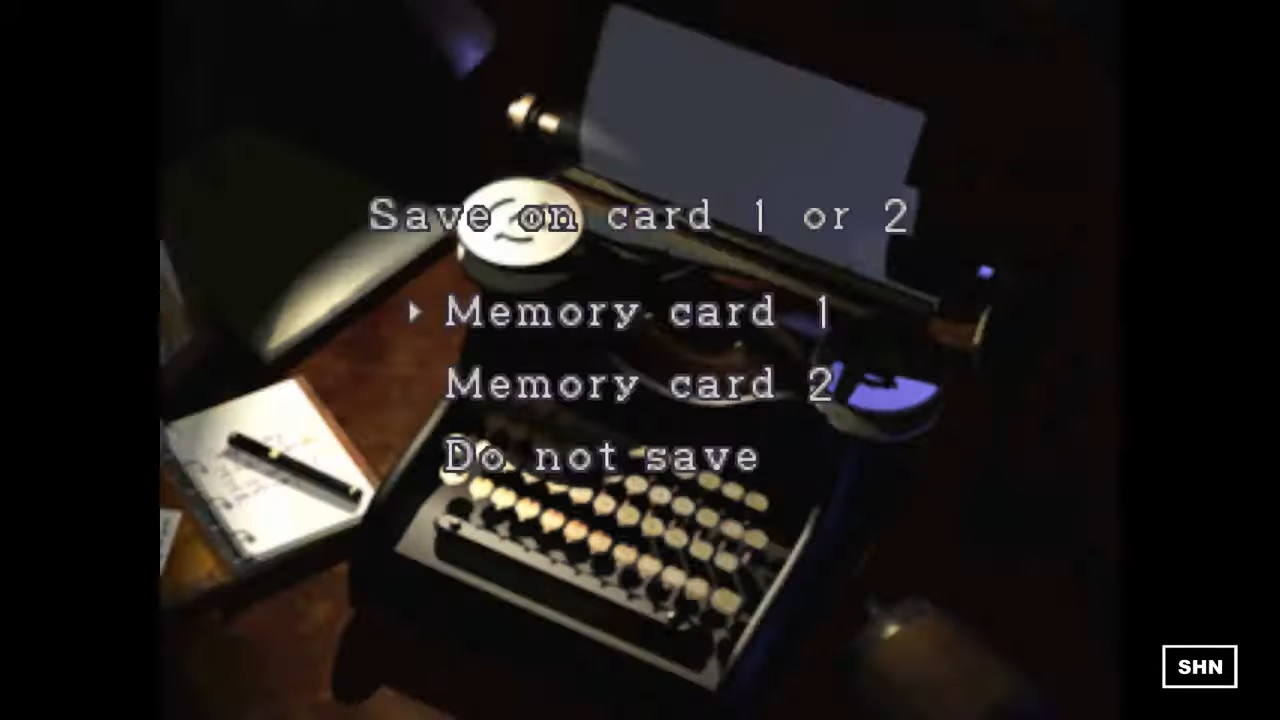 Save on card 1 or 2
Memory card 1
Memory card 2
Do not save
SHN